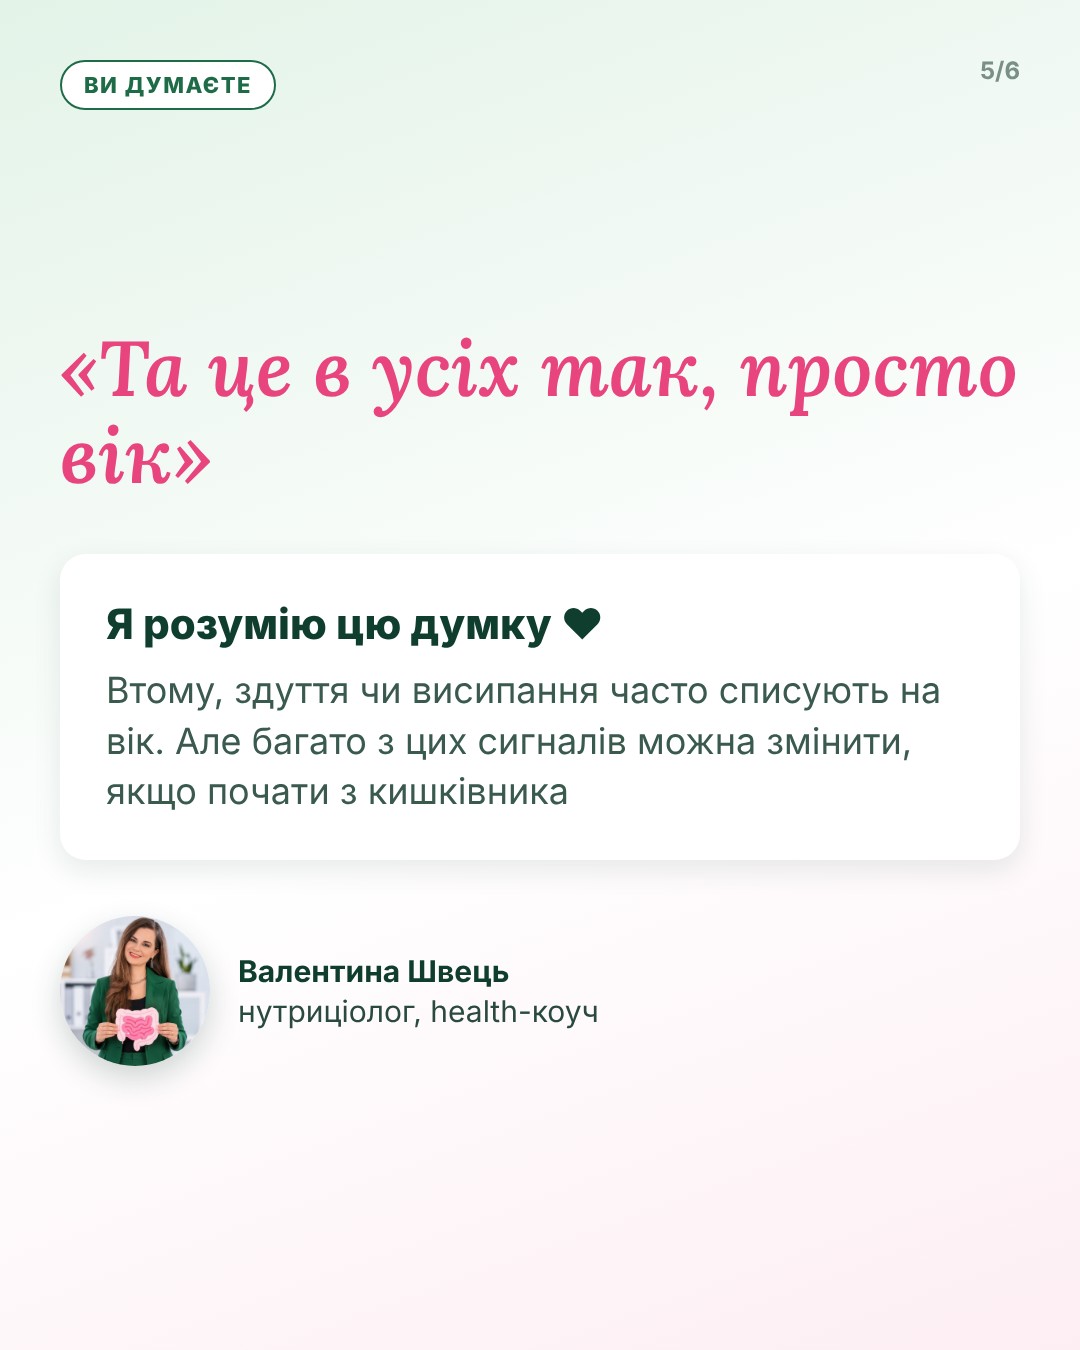 ВИ ДУМАЄТЕ
5/6
«Та це в усіх так, просто
вік»
Я розумію цю думку ♥
Втому, здуття чи висипання часто списують на
вік. Але багато з цих сигналів можна змінити,
якщо почати з кишківника
Валентина Швець
нутриціолог, health-коуч